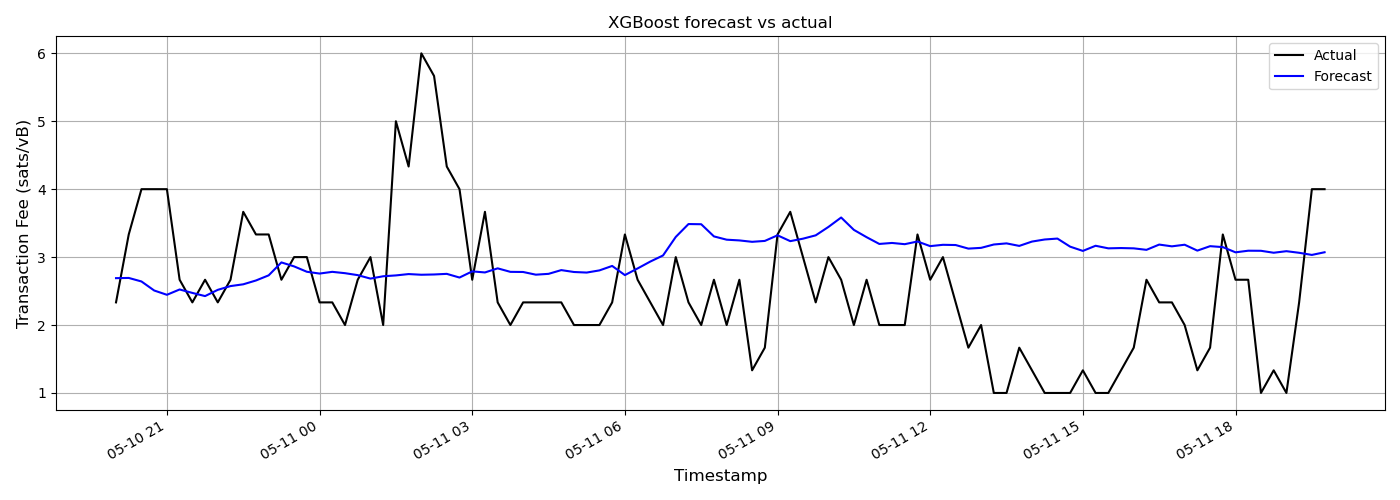 XGBoost forecast vs actual
Actual
Forecast
Transaction Fee (sats/vB)
6
5
4
3
2
1
05-10 21
05-11 00
05-11 03
05-11 06
05-11 09
05-11 12
05-11 15
05-11 18
Timestamp